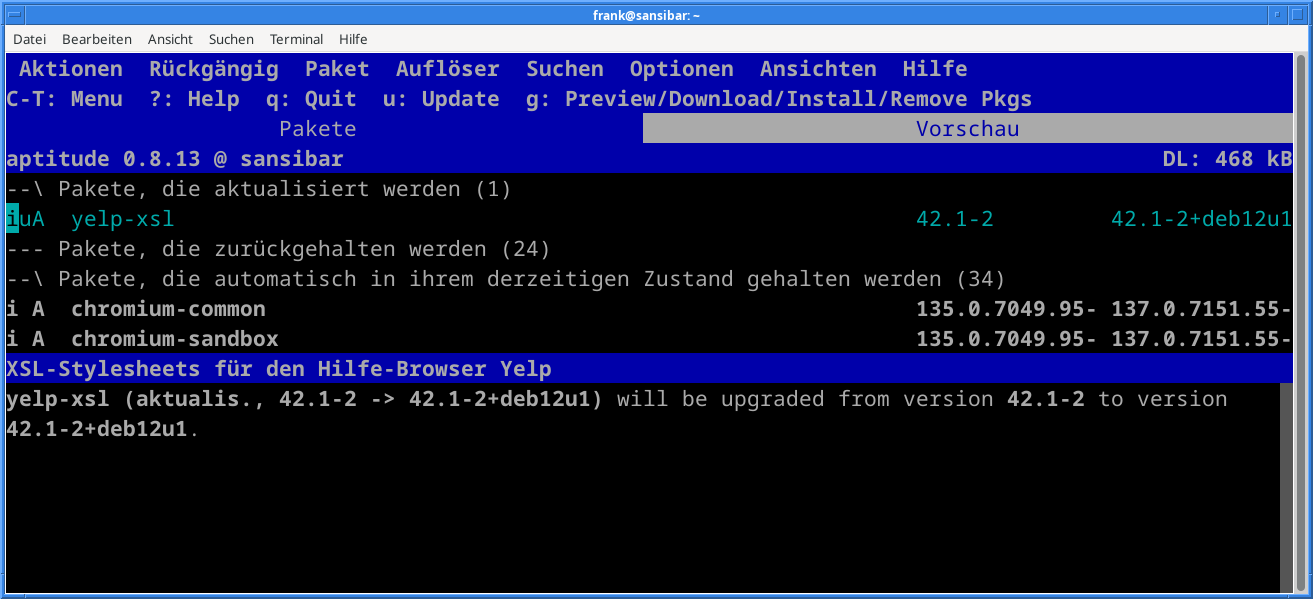 frank@sansibar: ~
Datei Bearbeiten Ansicht Suchen Terminal Hilfe
Aktionen Rückgängig Paket Auflöser Suchen Optionen Ansichten Hilfe
C-T: Menu ?: Help q: Quit u: Update g: Preview/Download/Install/Remove Pkgs
Pakete Vorschau
aptitude 0.8.13 @ sansibar DL: 468 kB
--\ Pakete, die aktualisiert werden (1)
iuA yelp-xsl 42.1-2 42.1-2+deb12u1
--- Pakete, die zurückgehalten werden (24)
--\ Pakete, die automatisch in ihrem derzeitigen Zustand gehalten werden (34)
i A chromium-common 135.0.7049.95- 137.0.7151.55-
i A chromium-sandbox 135.0.7049.95- 137.0.7151.55-
XSL-Stylesheets für den Hilfe-Browser Yelp
yelp-xsl (aktualis., 42.1-2 -> 42.1-2+deb12u1) will be upgraded from version 42.1-2 to version
42.1-2+deb12u1.